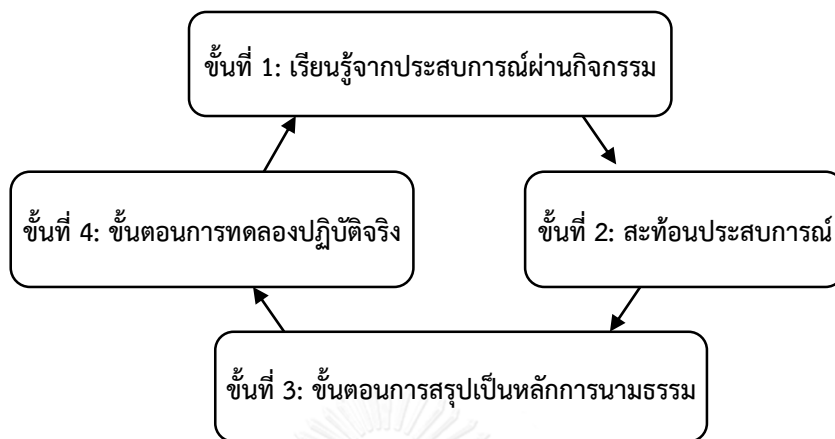 ขั้นที่ 1: เรียนรู้จากประสบการณ์ผ่านกิจกรรม
ขั้นที่ 2: สะท้อนประสบการณ์
ขั้นที่ 3: ขั้นตอนการสรุปเป็นหลักการนามธรรม
ขั้นที่ 4: ขั้นตอนการทดลองปฏิบัติจริง